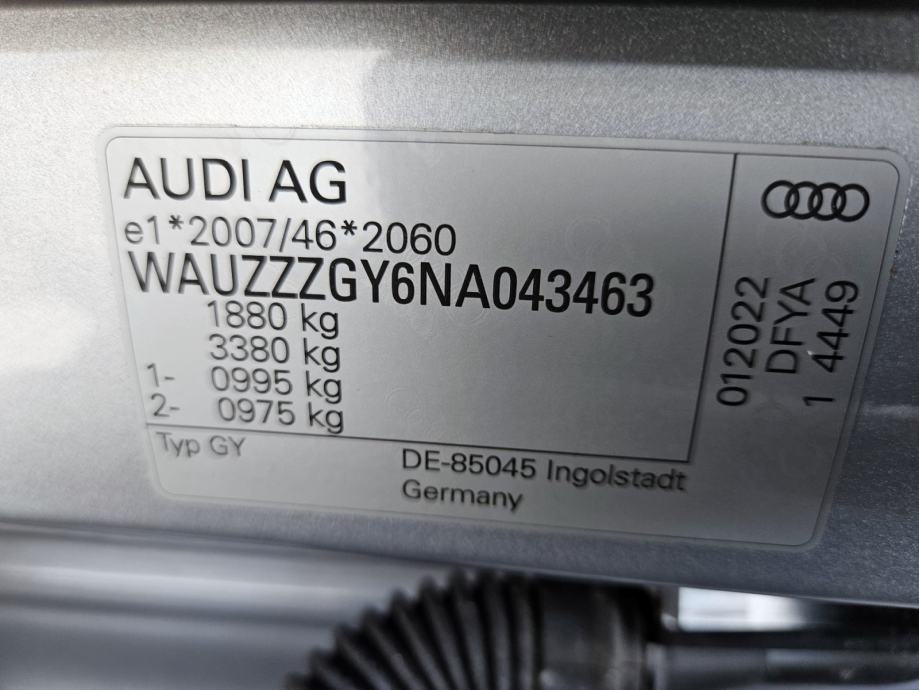 AUDI AG
e1*2007/46*2060
WAUZZZGY6NA043463
1880 kg
3380 kg
1- 0995 kg
2- 0975 kg
Typ GY
DE-85045 Ingolstadt
Germany
012022
DFYA
1 4449